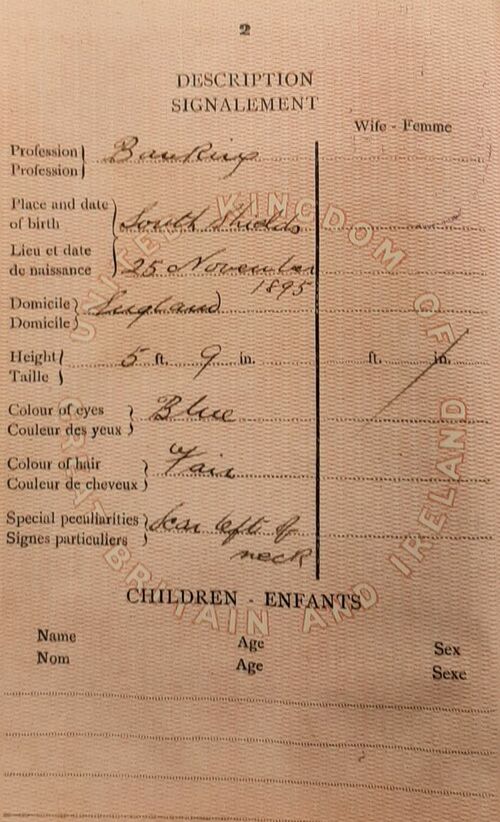 2
DESCRIPTION
SIGNALEMENT
Wife - Femme
Profession
Profession
Banking
Place and date
of birth
South Shields
Lieu et date
de naissance
25 November
1895
Domicile
Domicile
England
Height
Taille
5 ft. 9 in.
ft. in.
Colour of eyes
Couleur des yeux
Blue
Colour of hair
Couleur de cheveux
Fair
Special peculiarities
Signes particuliers
Scar left of
neck
UNITED KINGDOM OF
GREAT BRITAIN AND IRELAND
CHILDREN - ENFANTS
Name Age Sex
Nom Age Sexe